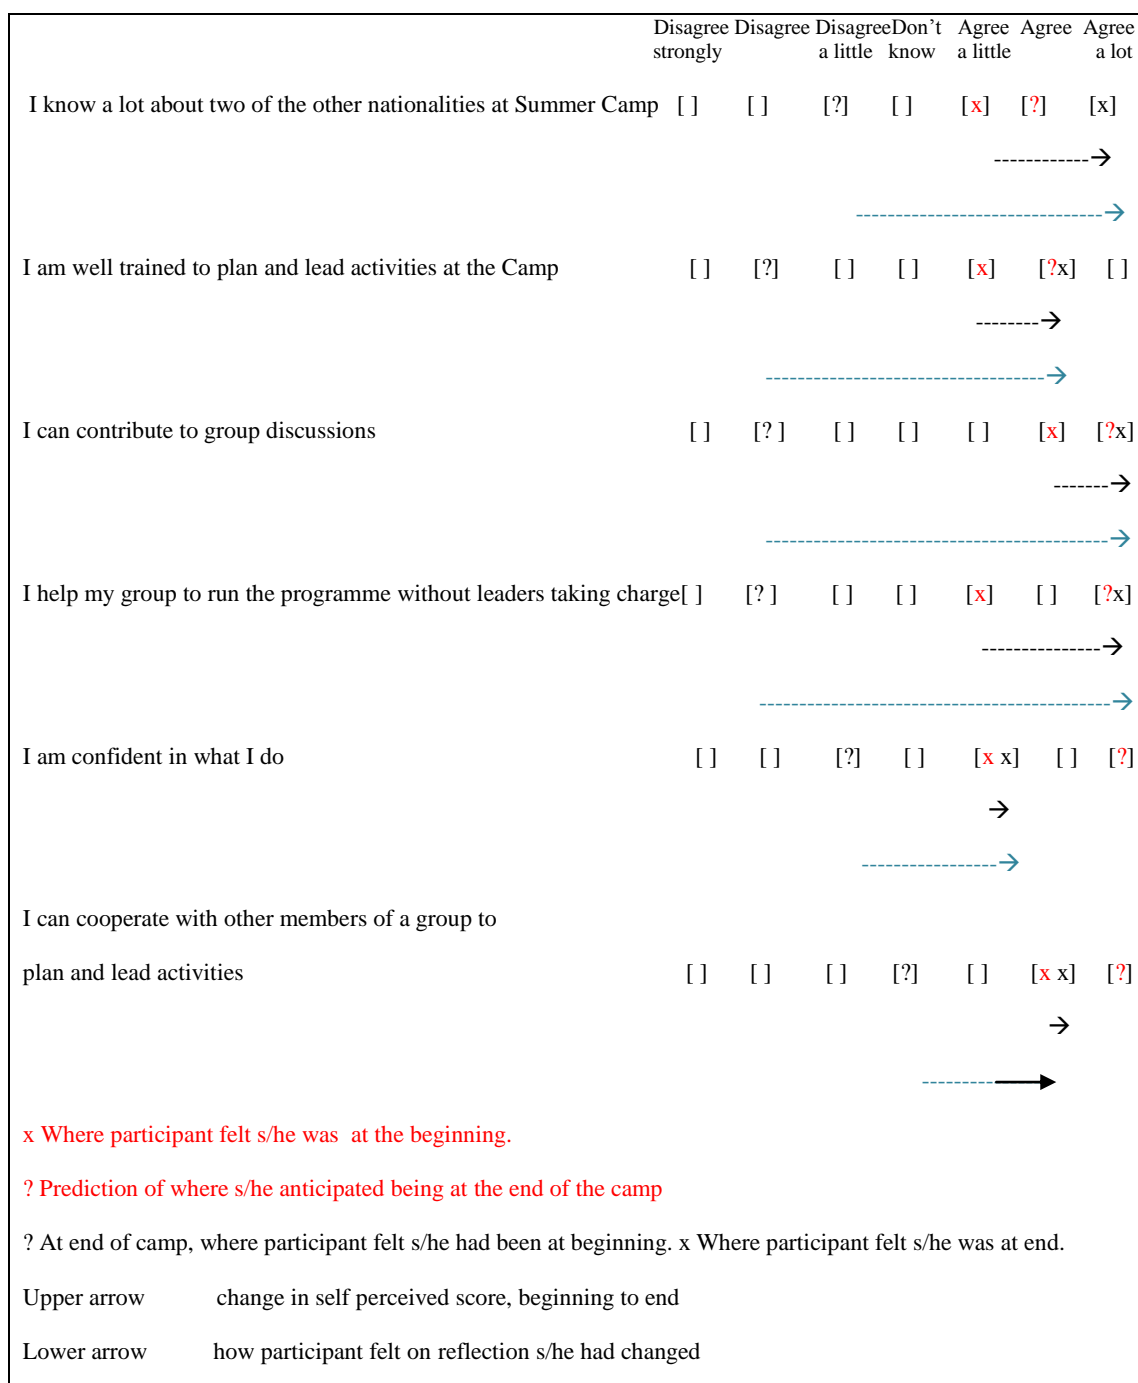 Disagree Disagree DisagreeDon't Agree Agree Agree
strongly a little know a little a lot
I know a lot about two of the other nationalities at Summer Camp [ ] [ ] [?] [ ] [x] [?] [x]
------------→
-------------------------------→
I am well trained to plan and lead activities at the Camp [ ] [?] [ ] [ ] [x] [?x] [ ]
--------→
-----------------------------------→
I can contribute to group discussions [ ] [? ] [ ] [ ] [ ] [x] [?x]
-------→
-------------------------------------------→
I help my group to run the programme without leaders taking charge[ ] [? ] [ ] [ ] [x] [ ] [?x]
---------------→
--------------------------------------------→
I am confident in what I do [ ] [ ] [?] [ ] [x x] [ ] [?]
→
-----------------→
I can cooperate with other members of a group to
plan and lead activities [ ] [ ] [ ] [?] [ ] [x x] [?]
→
---------→
x Where participant felt s/he was at the beginning.
? Prediction of where s/he anticipated being at the end of the camp
? At end of camp, where participant felt s/he had been at beginning. x Where participant felt s/he was at end.
Upper arrow change in self perceived score, beginning to end
Lower arrow how participant felt on reflection s/he had changed